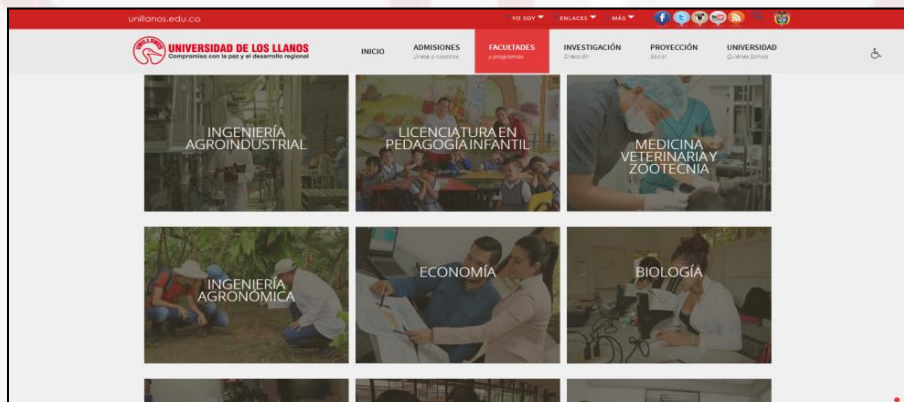 unillanos.edu.co
YO SOY ENLACES MÁS
UNIVERSIDAD DE LOS LLANOS
Compromiso con la paz y el desarrollo regional
INICIO
ADMISIONES
Únete a nosotros
FACULTADES
y programas
INVESTIGACIÓN
Dirección
PROYECCIÓN
Social
UNIVERSIDAD
Quiénes Somos
INGENIERÍA
AGROINDUSTRIAL
LICENCIATURA EN
PEDAGOGÍA INFANTIL
MEDICINA
VETERINARIA Y
ZOOTECNIA
INGENIERÍA
AGRONÓMICA
ECONOMÍA
BIOLOGÍA